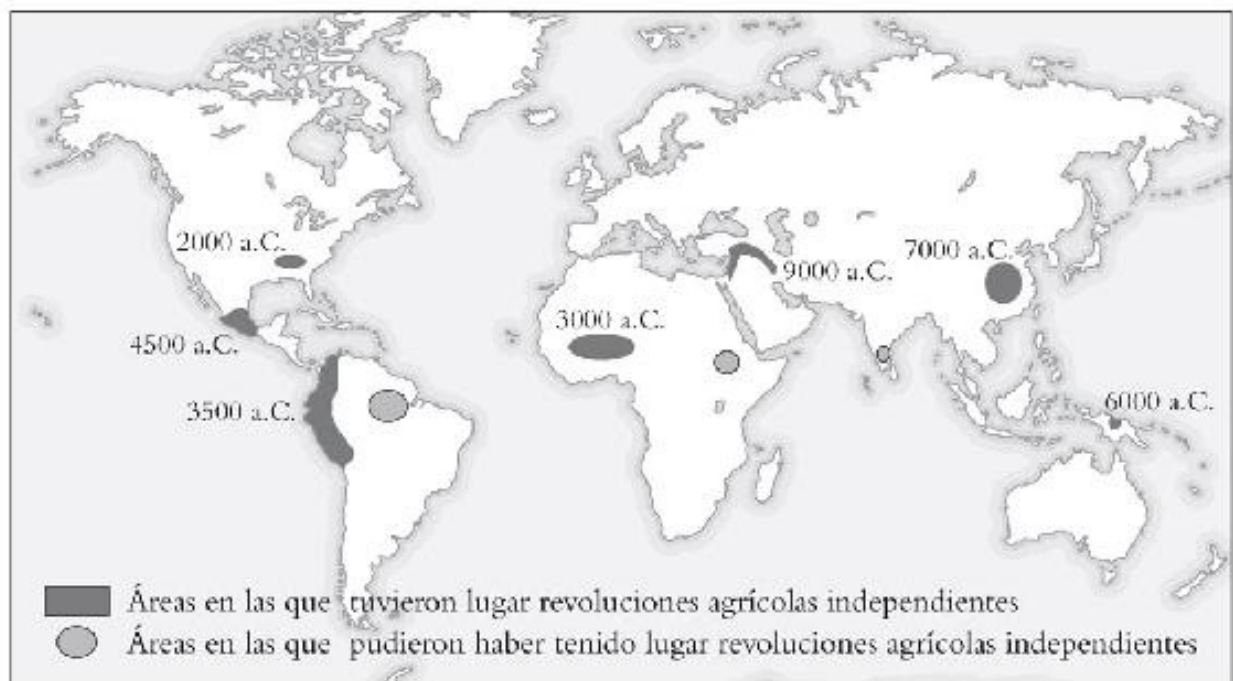 2000 a.C.
4500 a.C.
3500 a.C.
3000 a.C.
9000 a.C.
7000 a.C.
6000 a.C.
Áreas en las que tuvieron lugar revoluciones agrícolas independientes
Áreas en las que pudieron haber tenido lugar revoluciones agrícolas independientes